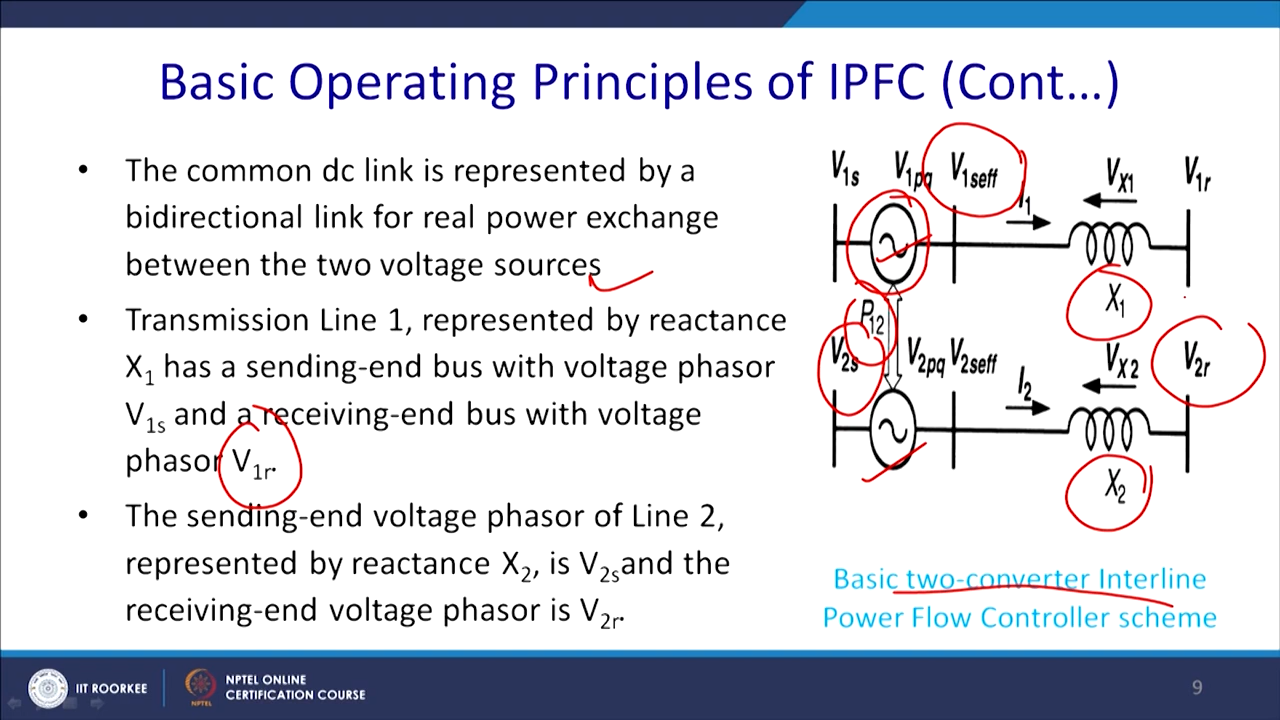 Basic Operating Principles of IPFC (Cont...)
• The common dc link is represented by a
bidirectional link for real power exchange
between the two voltage sources
• Transmission Line 1, represented by reactance
X1 has a sending-end bus with voltage phasor
V1s and a receiving-end bus with voltage
phasor V1r.
• The sending-end voltage phasor of Line 2,
represented by reactance X2, is V2sand the
receiving-end voltage phasor is V2r.
V1s V1pq V1seff VX1 V1r
I1
X1
P12
V2s V2pq V2seff VX2 V2r
I2
X2
Basic two-converter Interline
Power Flow Controller scheme
IIT ROORKEE
NPTEL
NPTEL ONLINE
CERTIFICATION COURSE
9